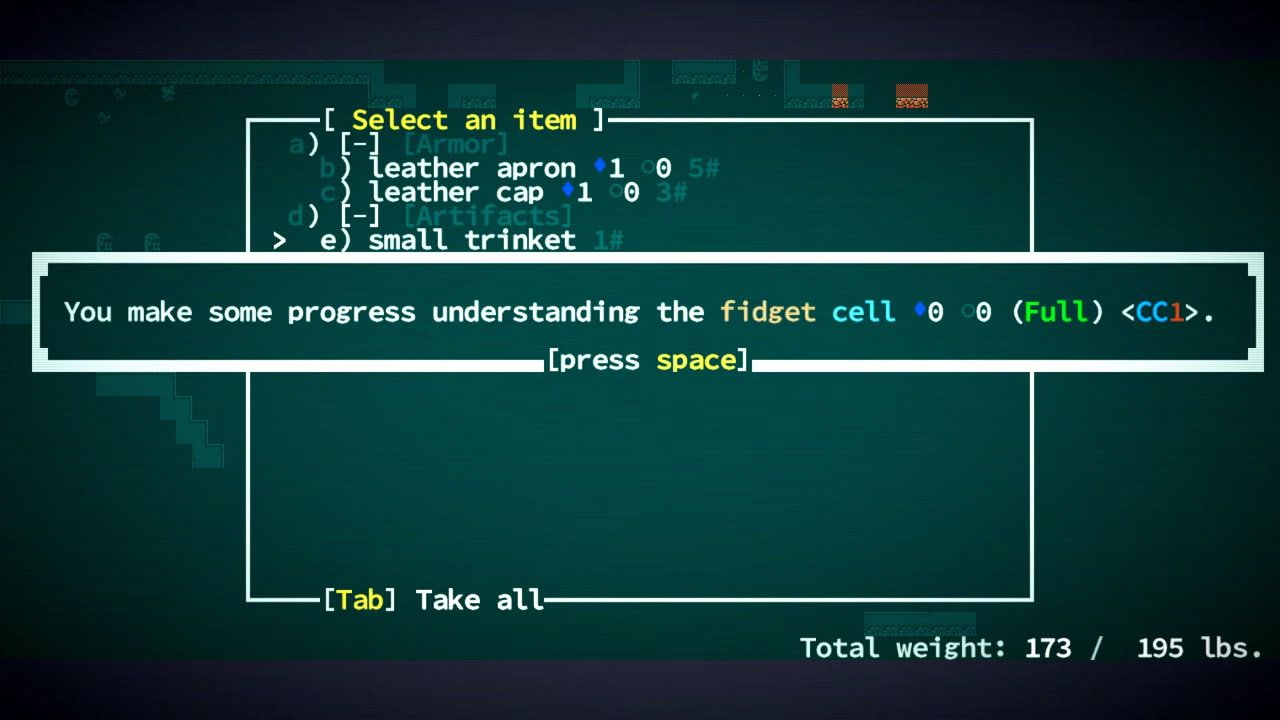 [ Select an item ]
a) [-] [Armor]
b) leather apron ♦1 ○0 5#
c) leather cap ♦1 ○0 3#
d) [-] [Artifacts]
> e) small trinket 1#
You make some progress understanding the fidget cell ♦0 ○0 (Full) <CC1>.
[press space]
[Tab] Take all
Total weight: 173 / 195 lbs.